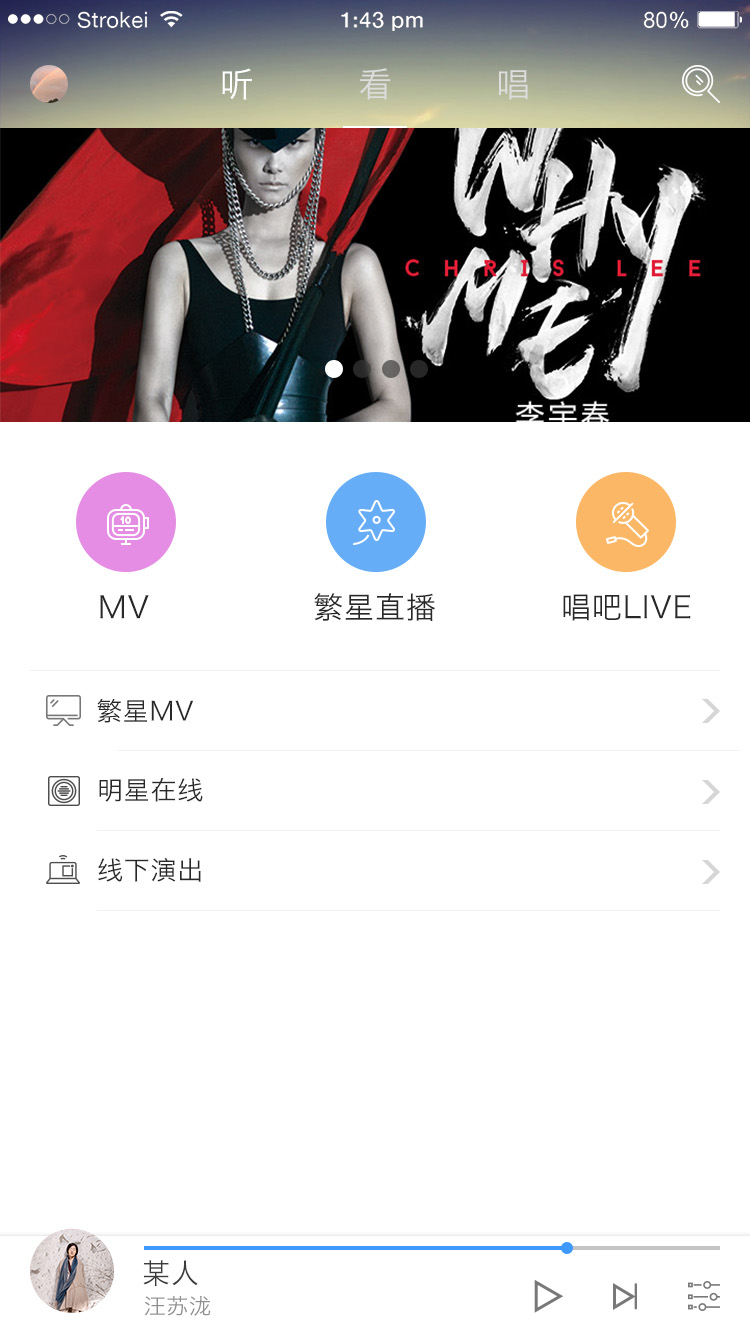 Strokei 1:43 pm 80%
听 看 唱
WHY
CHRIS LEE
ME!
李宇春
10
MV 繁星直播 唱吧LIVE
繁星MV
明星在线
线下演出
某人
汪苏泷